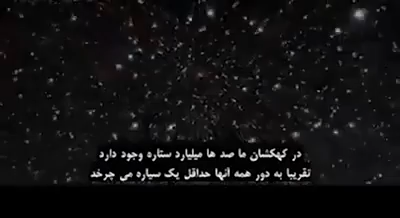 در کهکشان ما صد ها میلیارد ستاره وجود دارد
تقریبا به دور همه آنها حداقل یک سیاره می چرخد